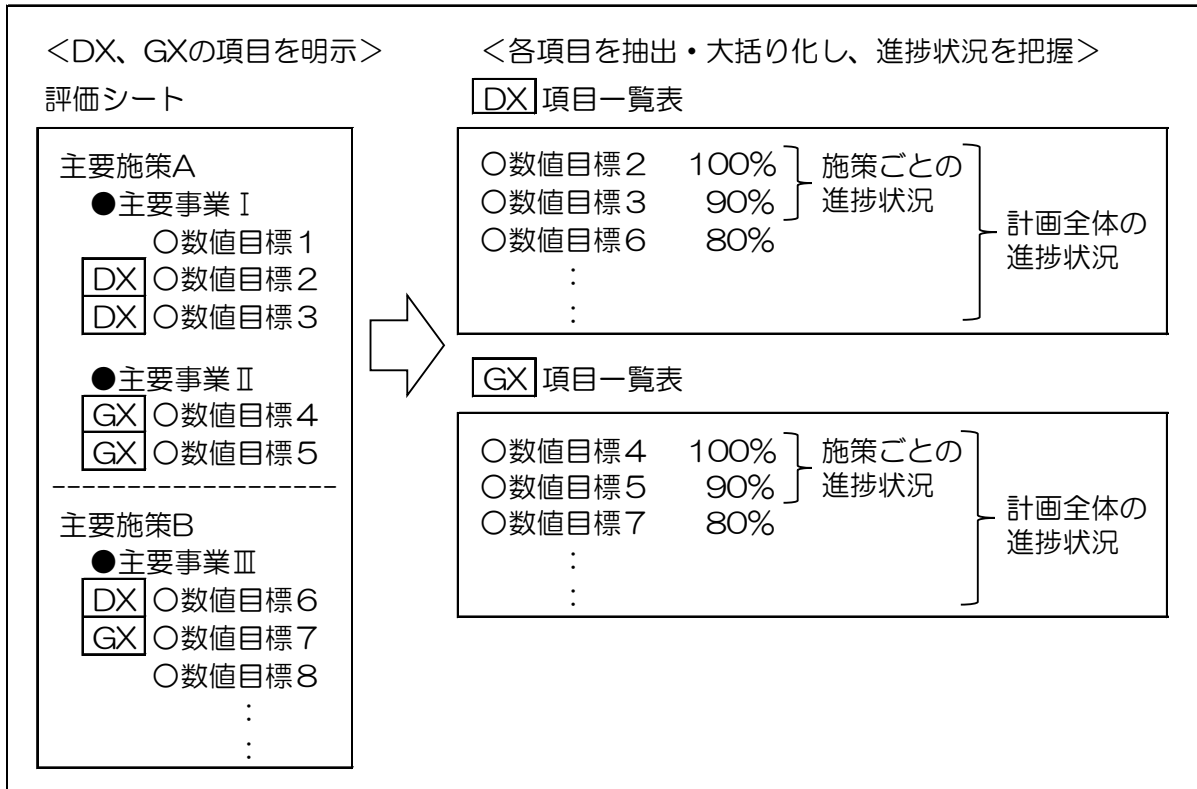 ＜DX、GXの項目を明示＞
評価シート
主要施策A
●主要事業Ⅰ
○数値目標1
DX ○数値目標2
DX ○数値目標3
●主要事業Ⅱ
GX ○数値目標4
GX ○数値目標5
主要施策B
●主要事業Ⅲ
DX ○数値目標6
GX ○数値目標7
○数値目標8
：
：
＜各項目を抽出・大括り化し、進捗状況を把握＞
DX 項目一覧表
○数値目標2 100%
○数値目標3 90%
○数値目標6 80%
：
：
施策ごとの
進捗状況
計画全体の
進捗状況
GX 項目一覧表
○数値目標4 100%
○数値目標5 90%
○数値目標7 80%
：
：
施策ごとの
進捗状況
計画全体の
進捗状況